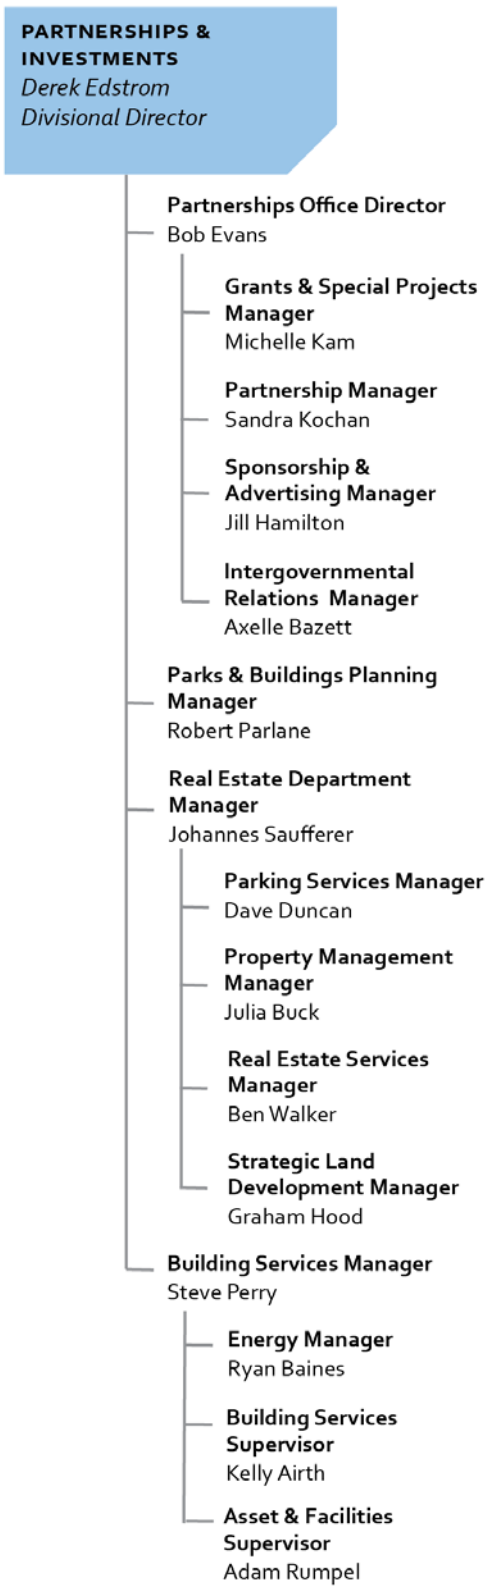 PARTNERSHIPS &
INVESTMENTS
Derek Edstrom
Divisional Director
Partnerships Office Director
Bob Evans
Grants & Special Projects
Manager
Michelle Kam
Partnership Manager
Sandra Kochan
Sponsorship &
Advertising Manager
Jill Hamilton
Intergovernmental
Relations Manager
Axelle Bazett
Parks & Buildings Planning
Manager
Robert Parlane
Real Estate Department
Manager
Johannes Saufferer
Parking Services Manager
Dave Duncan
Property Management
Manager
Julia Buck
Real Estate Services
Manager
Ben Walker
Strategic Land
Development Manager
Graham Hood
Building Services Manager
Steve Perry
Energy Manager
Ryan Baines
Building Services
Supervisor
Kelly Airth
Asset & Facilities
Supervisor
Adam Rumpel